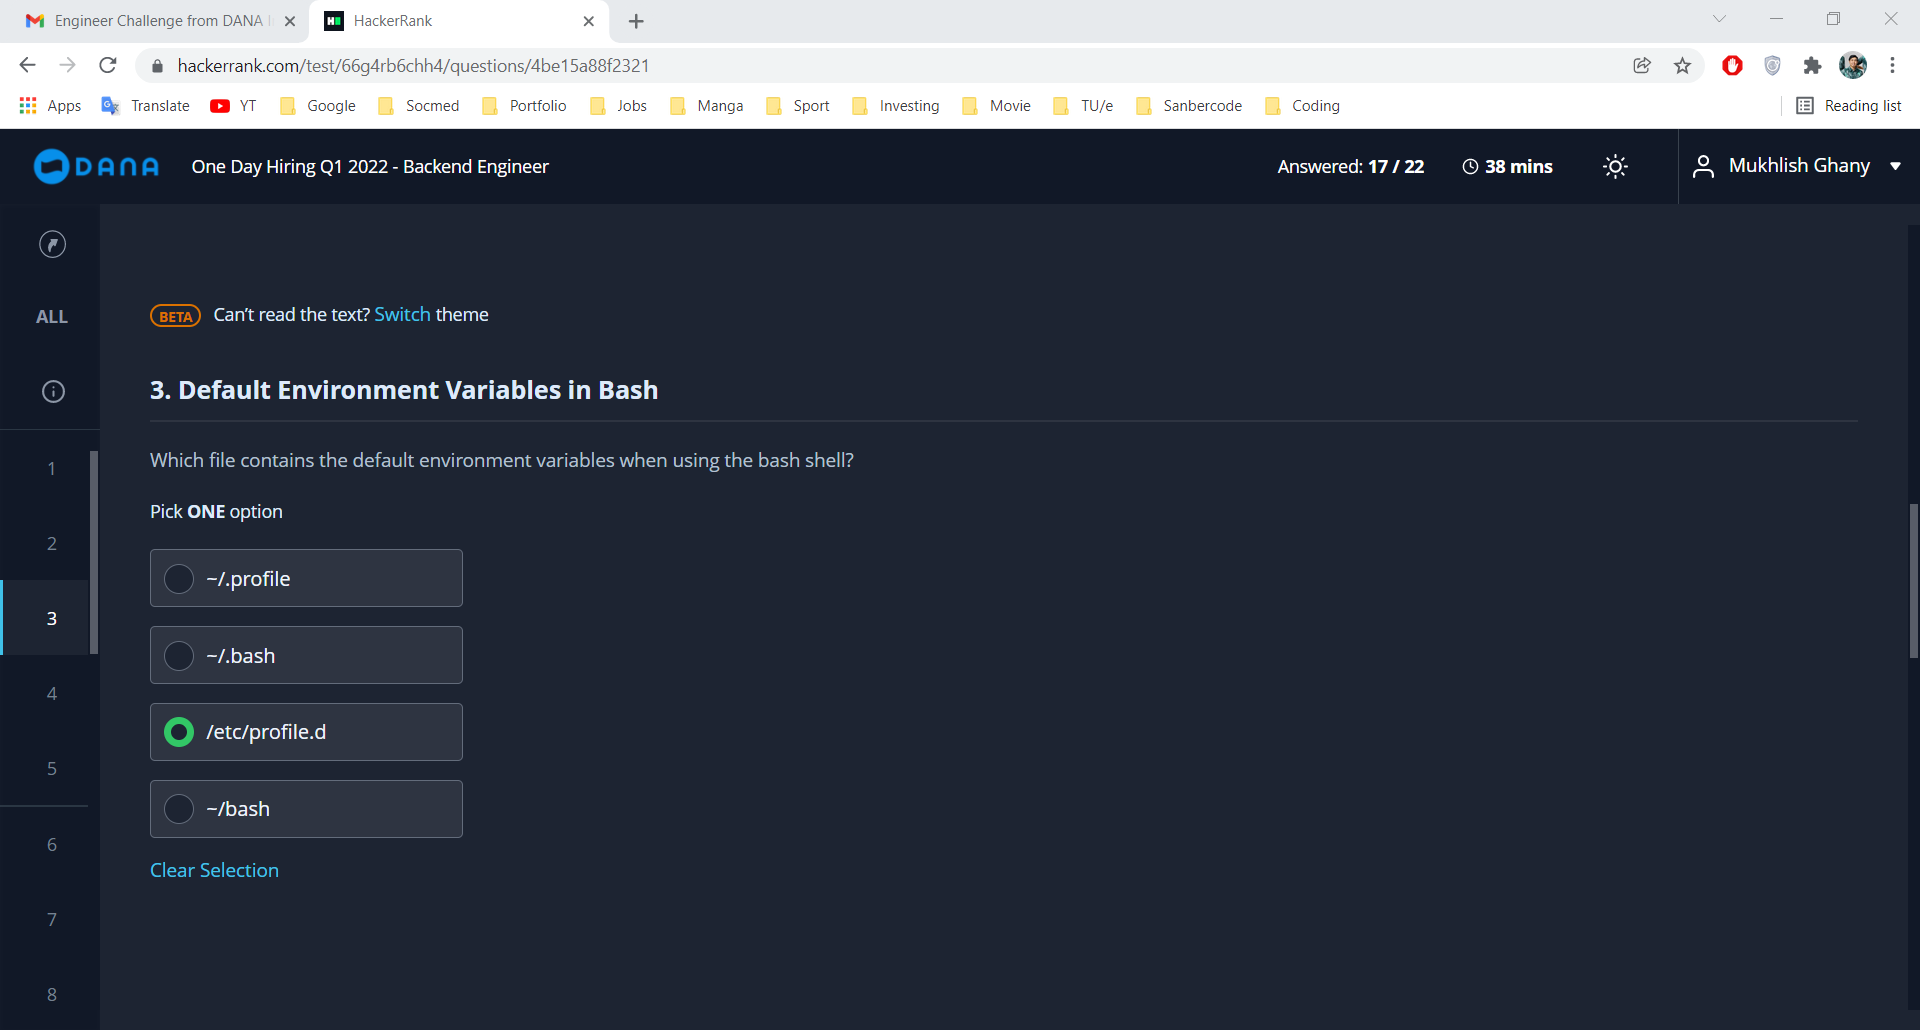 Engineer Challenge from DANA
HackerRank
hackerrank.com/test/66g4rb6chh4/questions/4be15a88f2321
Apps Translate YT Google Socmed Portfolio Jobs Manga Sport Investing Movie TU/e Sanbercode Coding Reading list
DANA One Day Hiring Q1 2022 - Backend Engineer Answered: 17 / 22 38 mins Mukhlish Ghany
ALL
BETA Can't read the text? Switch theme
3. Default Environment Variables in Bash
Which file contains the default environment variables when using the bash shell?
Pick ONE option
~/.profile
~/.bash
/etc/profile.d
~/bash
Clear Selection
1
2
3
4
5
6
7
8